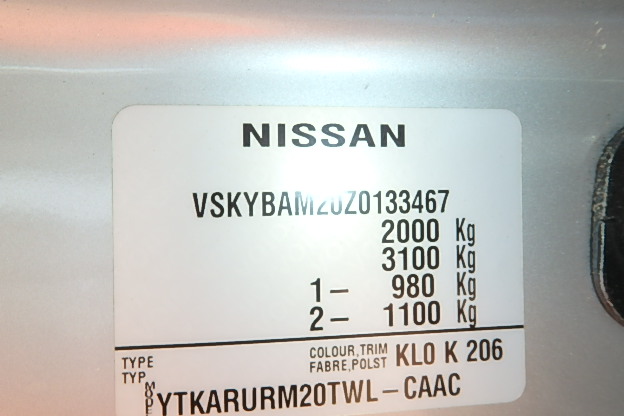 NISSAN
VSKYBAM20Z0133467
2000 Kg
3100 Kg
1– 980 Kg
2– 1100 Kg
TYPE
TYP
COLOUR,TRIM
FABRE,POLST KL0 K 206
MODEL YTKARURM20TWL–CAAC